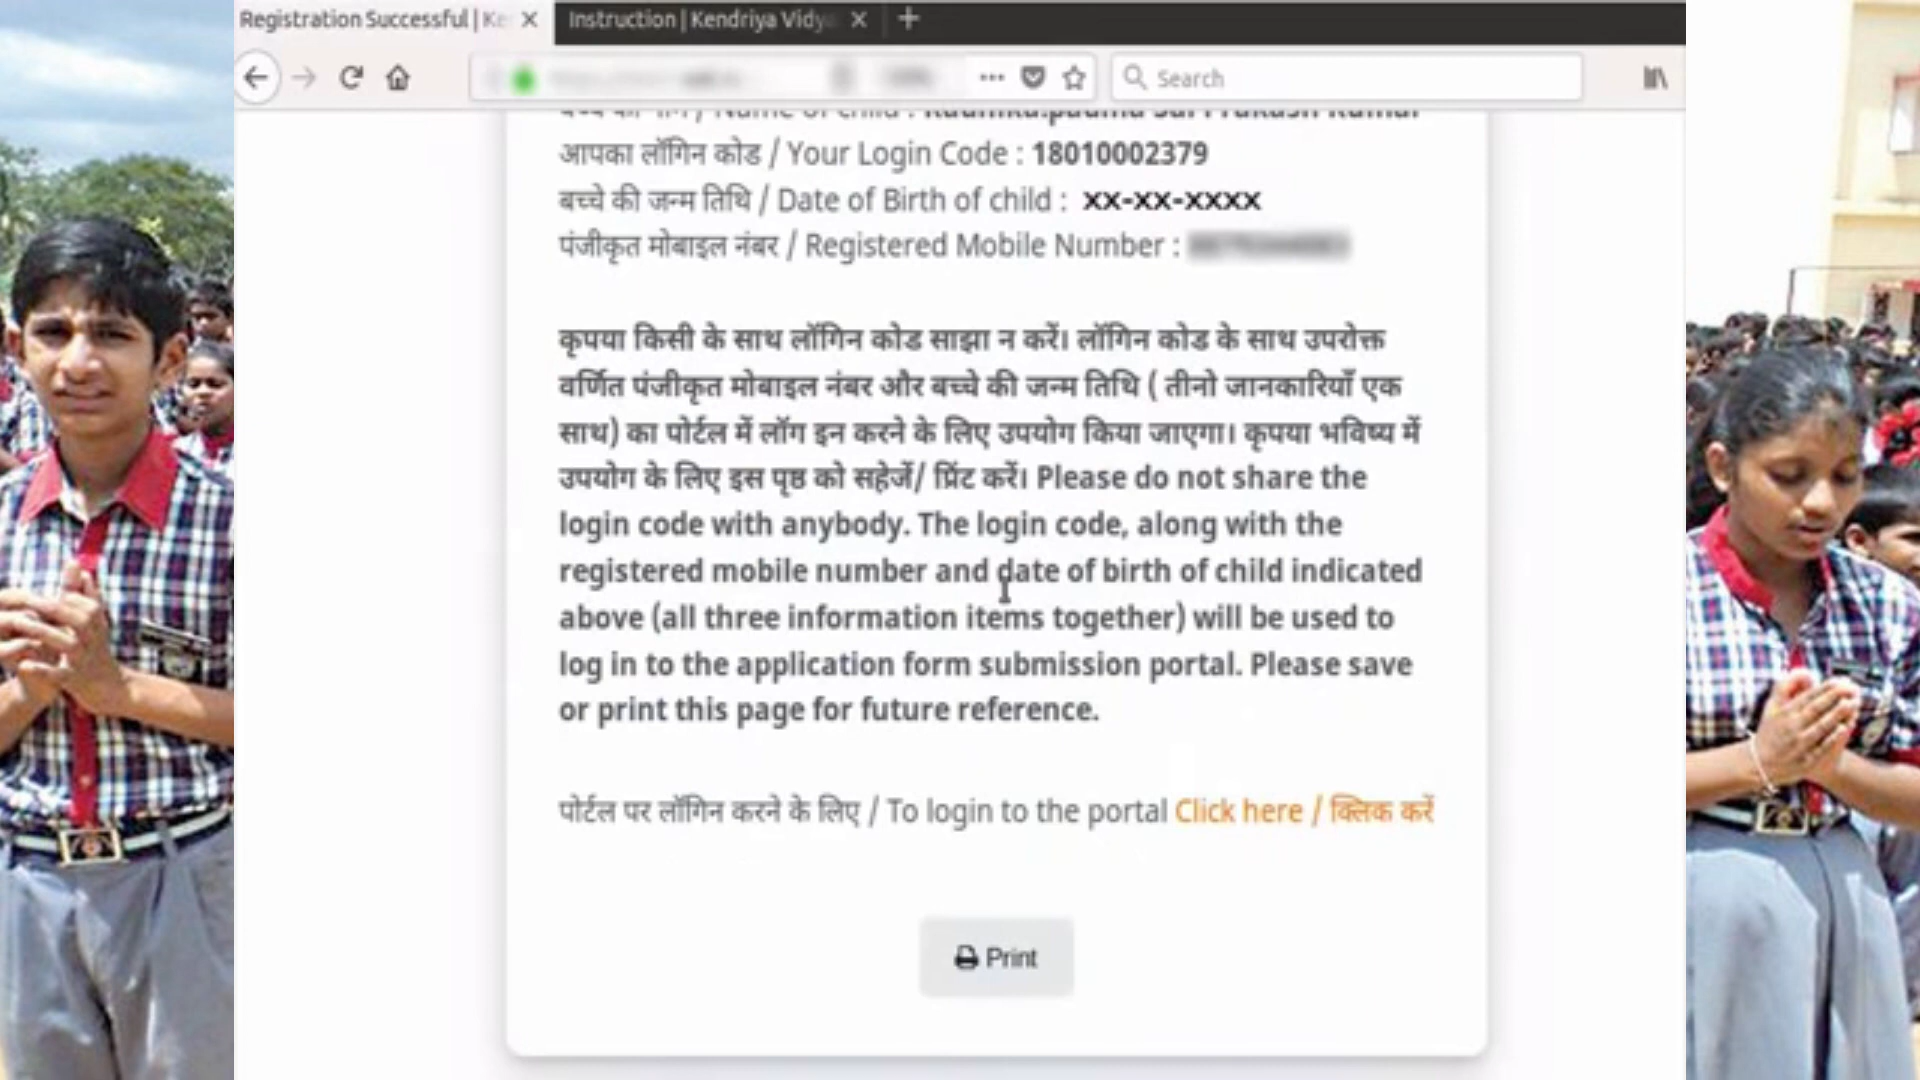 Registration Successful | Ke
Instruction | Kendriya Vidya
Search
आपका लॉगिन कोड / Your Login Code : 18010002379
बच्चे की जन्म तिथि / Date of Birth of child : xx-xx-xxxx
पंजीकृत मोबाइल नंबर / Registered Mobile Number :
कृपया किसी के साथ लॉगिन कोड साझा न करें। लॉगिन कोड के साथ उपरोक्त
वर्णित पंजीकृत मोबाइल नंबर और बच्चे की जन्म तिथि ( तीनो जानकारियाँ एक
साथ) का पोर्टल में लॉग इन करने के लिए उपयोग किया जाएगा। कृपया भविष्य में
उपयोग के लिए इस पृष्ठ को सहेजें/ प्रिंट करें। Please do not share the
login code with anybody. The login code, along with the
registered mobile number and date of birth of child indicated
above (all three information items together) will be used to
log in to the application form submission portal. Please save
or print this page for future reference.
पोर्टल पर लॉगिन करने के लिए / To login to the portal Click here / क्लिक करें
Print